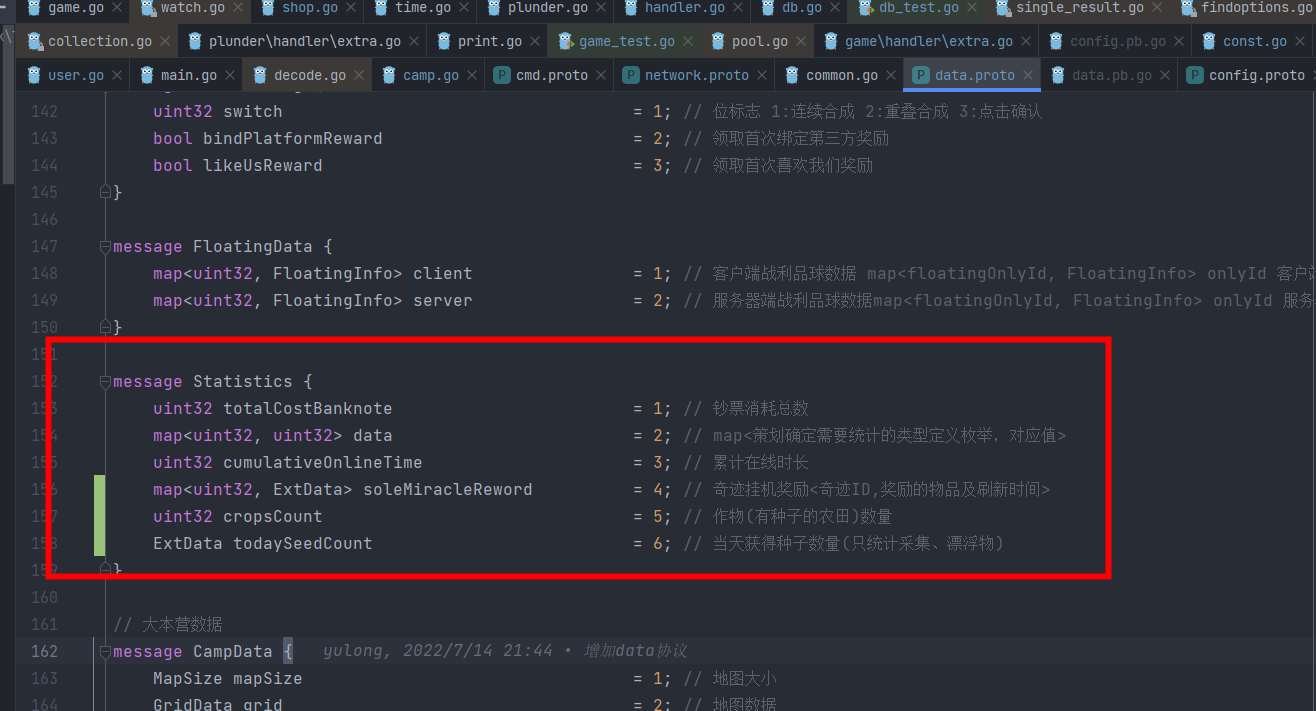 game.go watch.go shop.go time.go plunder.go handler.go db.go db_test.go single_result.go findoptions.go
collection.go plunder\handler\extra.go print.go game_test.go pool.go game\handler\extra.go config.pb.go const.go
user.go main.go decode.go camp.go cmd.proto network.proto common.go data.proto data.pb.go config.proto
142 uint32 switch = 1; // 位标志 1:连续合成 2:重叠合成 3:点击确认
143 bool bindPlatformReward = 2; // 领取首次绑定第三方奖励
144 bool likeUsReward = 3; // 领取首次喜欢我们奖励
145 }
146
147 message FloatingData {
148 map<uint32, FloatingInfo> client = 1; // 客户端战利品球数据 map<floatingOnlyId, FloatingInfo> onlyId 客户
149 map<uint32, FloatingInfo> server = 2; // 服务器端战利品球数据map<floatingOnlyId, FloatingInfo> onlyId 服务
150 }
151
152 message Statistics {
153 uint32 totalCostBanknote = 1; // 钞票消耗总数
154 map<uint32, uint32> data = 2; // map<策划确定需要统计的类型定义枚举，对应值>
155 uint32 cumulativeOnlineTime = 3; // 累计在线时长
156 map<uint32, ExtData> soleMiracleReword = 4; // 奇迹挂机奖励<奇迹ID,奖励的物品及刷新时间>
157 uint32 cropsCount = 5; // 作物(有种子的农田)数量
158 ExtData todaySeedCount = 6; // 当天获得种子数量(只统计采集、漂浮物)
159 }
160
161 // 大本营数据
162 message CampData { yulong, 2022/7/14 21:44 • 增加data协议
163 MapSize mapSize = 1; // 地图大小
164 GridData grid = 2; // 地图数据